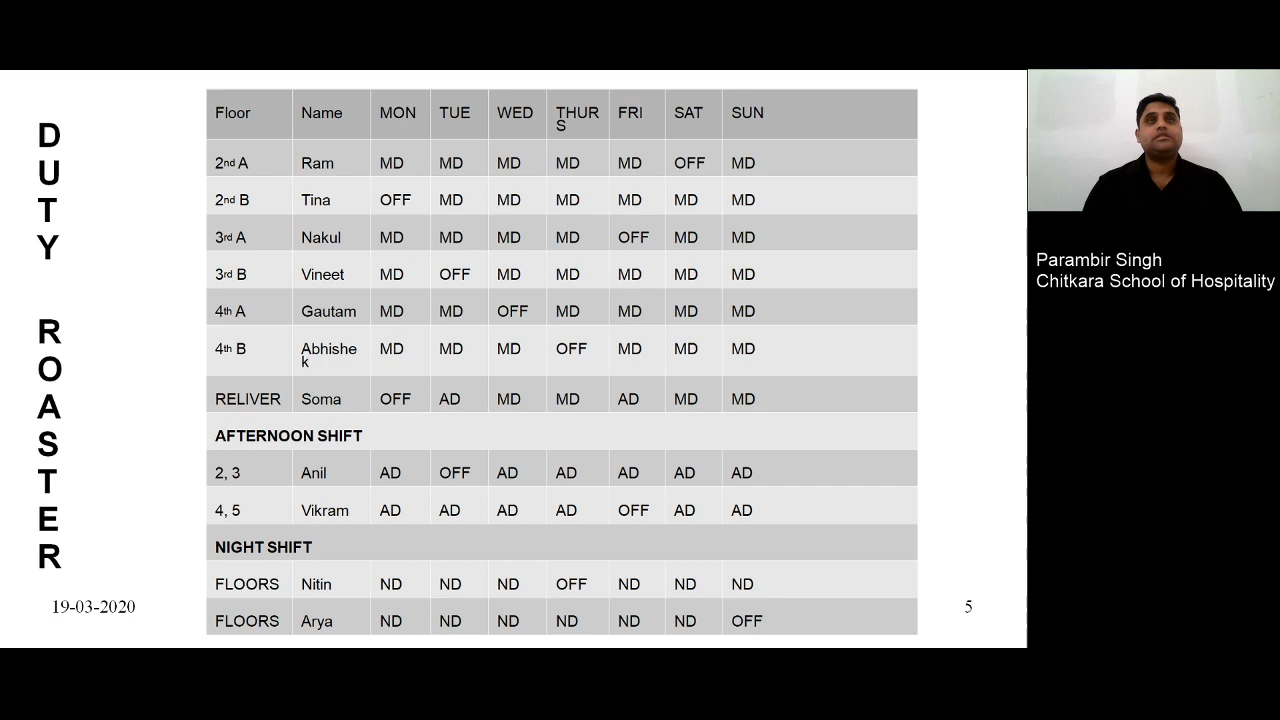 DUTY ROASTER
Floor Name MON TUE WED THURS FRI SAT SUN
2nd A Ram MD MD MD MD MD OFF MD
2nd B Tina OFF MD MD MD MD MD MD
3rd A Nakul MD MD MD MD OFF MD MD
3rd B Vineet MD OFF MD MD MD MD MD
4th A Gautam MD MD OFF MD MD MD MD
4th B Abhishek MD MD MD OFF MD MD MD
RELIVER Soma OFF AD MD MD AD MD MD
AFTERNOON SHIFT
2, 3 Anil AD OFF AD AD AD AD AD
4, 5 Vikram AD AD AD AD OFF AD AD
NIGHT SHIFT
FLOORS Nitin ND ND ND OFF ND ND ND
FLOORS Arya ND ND ND ND ND ND OFF
19-03-2020
5
Parambir Singh
Chitkara School of Hospitality